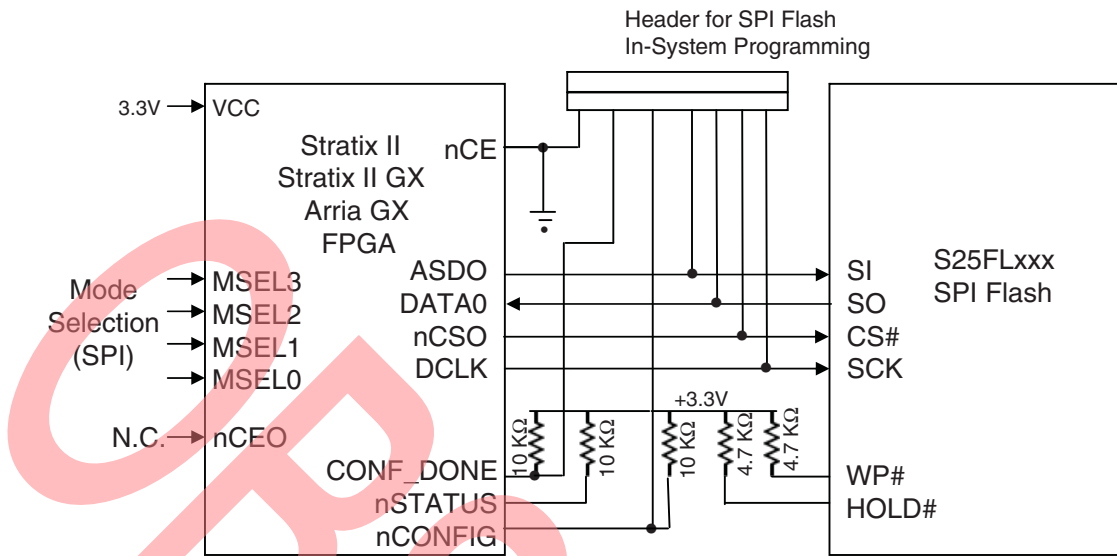 Header for SPI Flash
In-System Programming
3.3V
VCC
nCE
Stratix II
Stratix II GX
Arria GX
FPGA
Mode
Selection
(SPI)
MSEL3
MSEL2
MSEL1
MSEL0
N.C.
nCEO
ASDO
DATA0
nCSO
DCLK
CONF_DONE
nSTATUS
nCONFIG
+3.3V
10 KΩ
10 KΩ
10 KΩ
4.7 KΩ
4.7 KΩ
SI
SO
CS#
SCK
WP#
HOLD#
S25FLxxx
SPI Flash